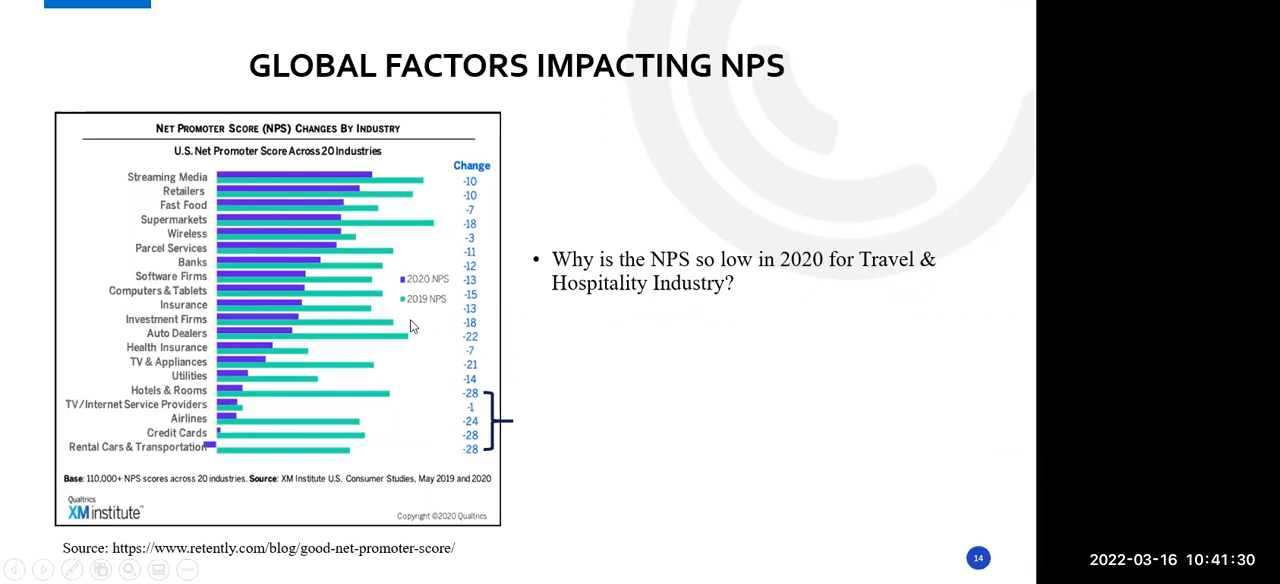 GLOBAL FACTORS IMPACTING NPS
NET PROMOTER SCORE (NPS) CHANGES BY INDUSTRY
U.S. Net Promoter Score Across 20 Industries
Change
Streaming Media -10
Retailers -10
Fast Food -7
Supermarkets -18
Wireless -3
Parcel Services -11
Banks -12
Software Firms -13
Computers & Tablets -15
Insurance -13
Investment Firms -18
Auto Dealers -22
Health Insurance -7
TV & Appliances -21
Utilities -14
Hotels & Rooms -28
TV/Internet Service Providers -1
Airlines -24
Credit Cards -28
Rental Cars & Transportation -28
2020 NPS
2019 NPS
Base: 110,000+ NPS scores across 20 industries. Source: XM Institute U.S. Consumer Studies, May 2019 and 2020
Qualtrics
XM institute™
Copyright ©2020 Qualtrics
Source: https://www.retently.com/blog/good-net-promoter-score/
• Why is the NPS so low in 2020 for Travel &
Hospitality Industry?
14
2022-03-16 10:41:30